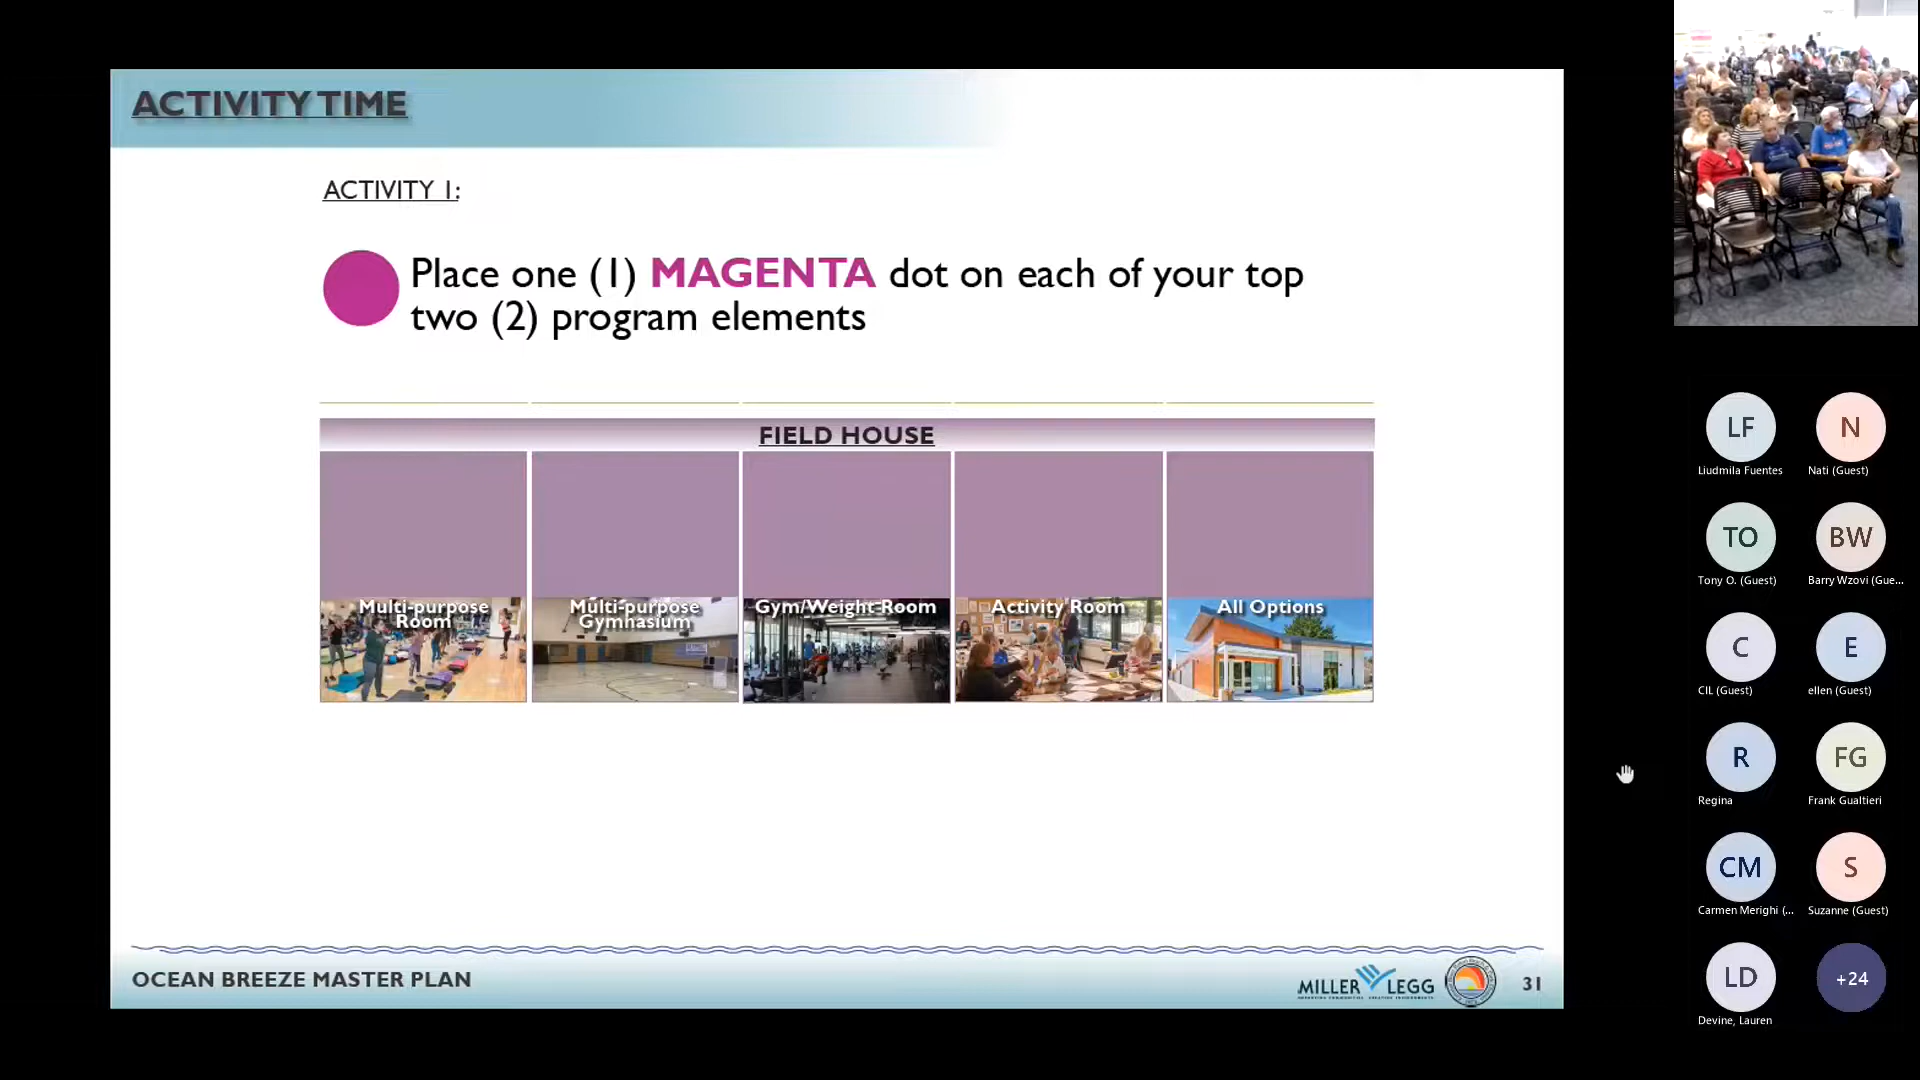 ACTIVITY TIME
ACTIVITY 1:
Place one (1) MAGENTA dot on each of your top
two (2) program elements
FIELD HOUSE
Multi-purpose
Room
Multi-purpose
Gymnasium
Gym/Weight Room
Activity Room
All Options
OCEAN BREEZE MASTER PLAN
MILLER LEGG
31
LF
Liudmila Fuentes
N
Nati (Guest)
TO
Tony O. (Guest)
BW
Barry Wzovi (Gue...
C
CIL (Guest)
E
ellen (Guest)
R
Regina
FG
Frank Gualtieri
CM
Carmen Merighi (...
S
Suzanne (Guest)
LD
Devine, Lauren
+24